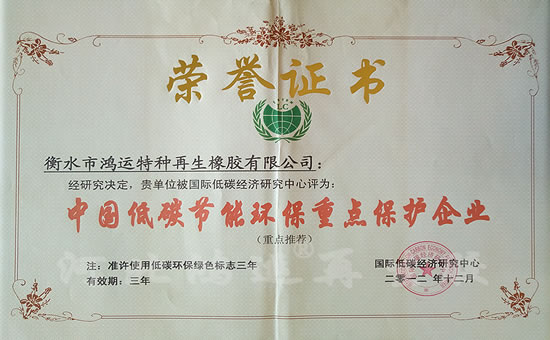 荣誉证书
LC
衡水市鸿运特种再生橡胶有限公司：
经研究决定，贵单位被国际低碳经济研究中心评为：
中国低碳节能环保重点保护企业
（重点推荐）
注：准许使用低碳环保绿色标志三年
有效期：三年
国际低碳经济研究中心
二零一二 年十二月